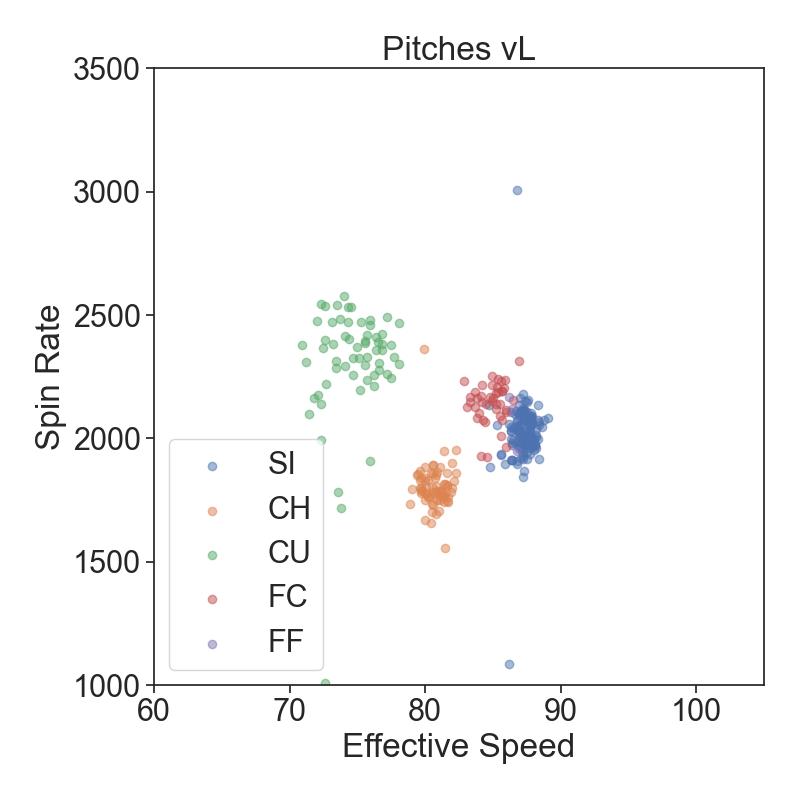 Pitches vL
3500
3000
2500
2000
1500
1000
Spin Rate
SI
CH
CU
FC
FF
60 70 80 90 100
Effective Speed